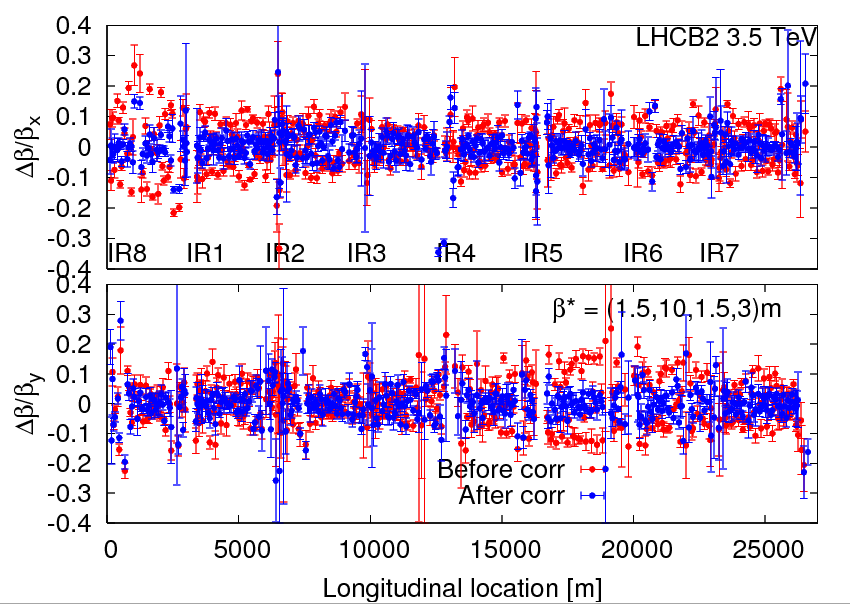 LHCB2 3.5 TeV
0.4
0.3
0.2
0.1
0
-0.1
-0.2
-0.3
-0.4
Δβ/βx
IR8 IR1 IR2 IR3 IR4 IR5 IR6 IR7
β* = (1.5,10,1.5,3)m
0.4
0.3
0.2
0.1
0
-0.1
-0.2
-0.3
-0.4
Δβ/βy
Before corr
After corr
0 5000 10000 15000 20000 25000
Longitudinal location [m]